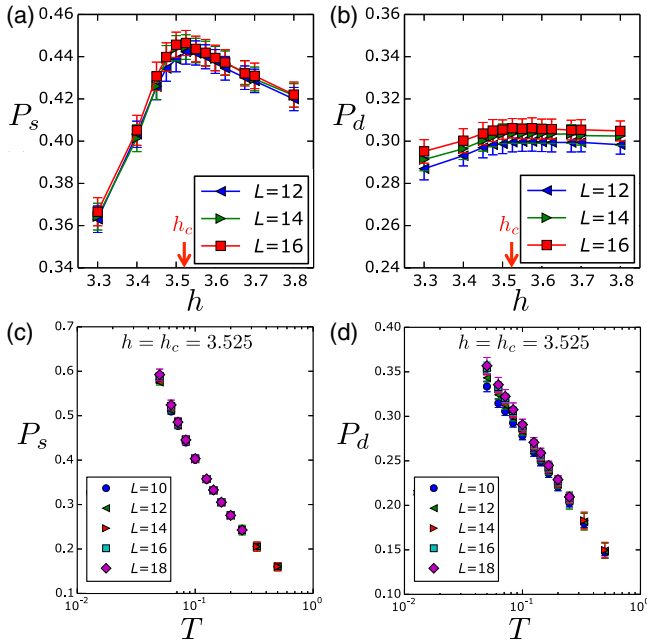 (a)
0.46
0.44
0.42
0.40
0.38
0.36
0.34
P_s
3.3 3.4 3.5 3.6 3.7 3.8
h
h_c
L=12
L=14
L=16
(b)
0.34
0.32
0.30
0.28
0.26
0.24
P_d
3.3 3.4 3.5 3.6 3.7 3.8
h
h_c
L=12
L=14
L=16
(c)
0.7
0.6
0.5
0.4
0.3
0.2
0.1
P_s
h = h_c = 3.525
L=10
L=12
L=14
L=16
L=18
10^-2 10^-1 10^0
T
(d)
0.40
0.35
0.30
0.25
0.20
0.15
0.10
P_d
h = h_c = 3.525
L=10
L=12
L=14
L=16
L=18
10^-2 10^-1 10^0
T